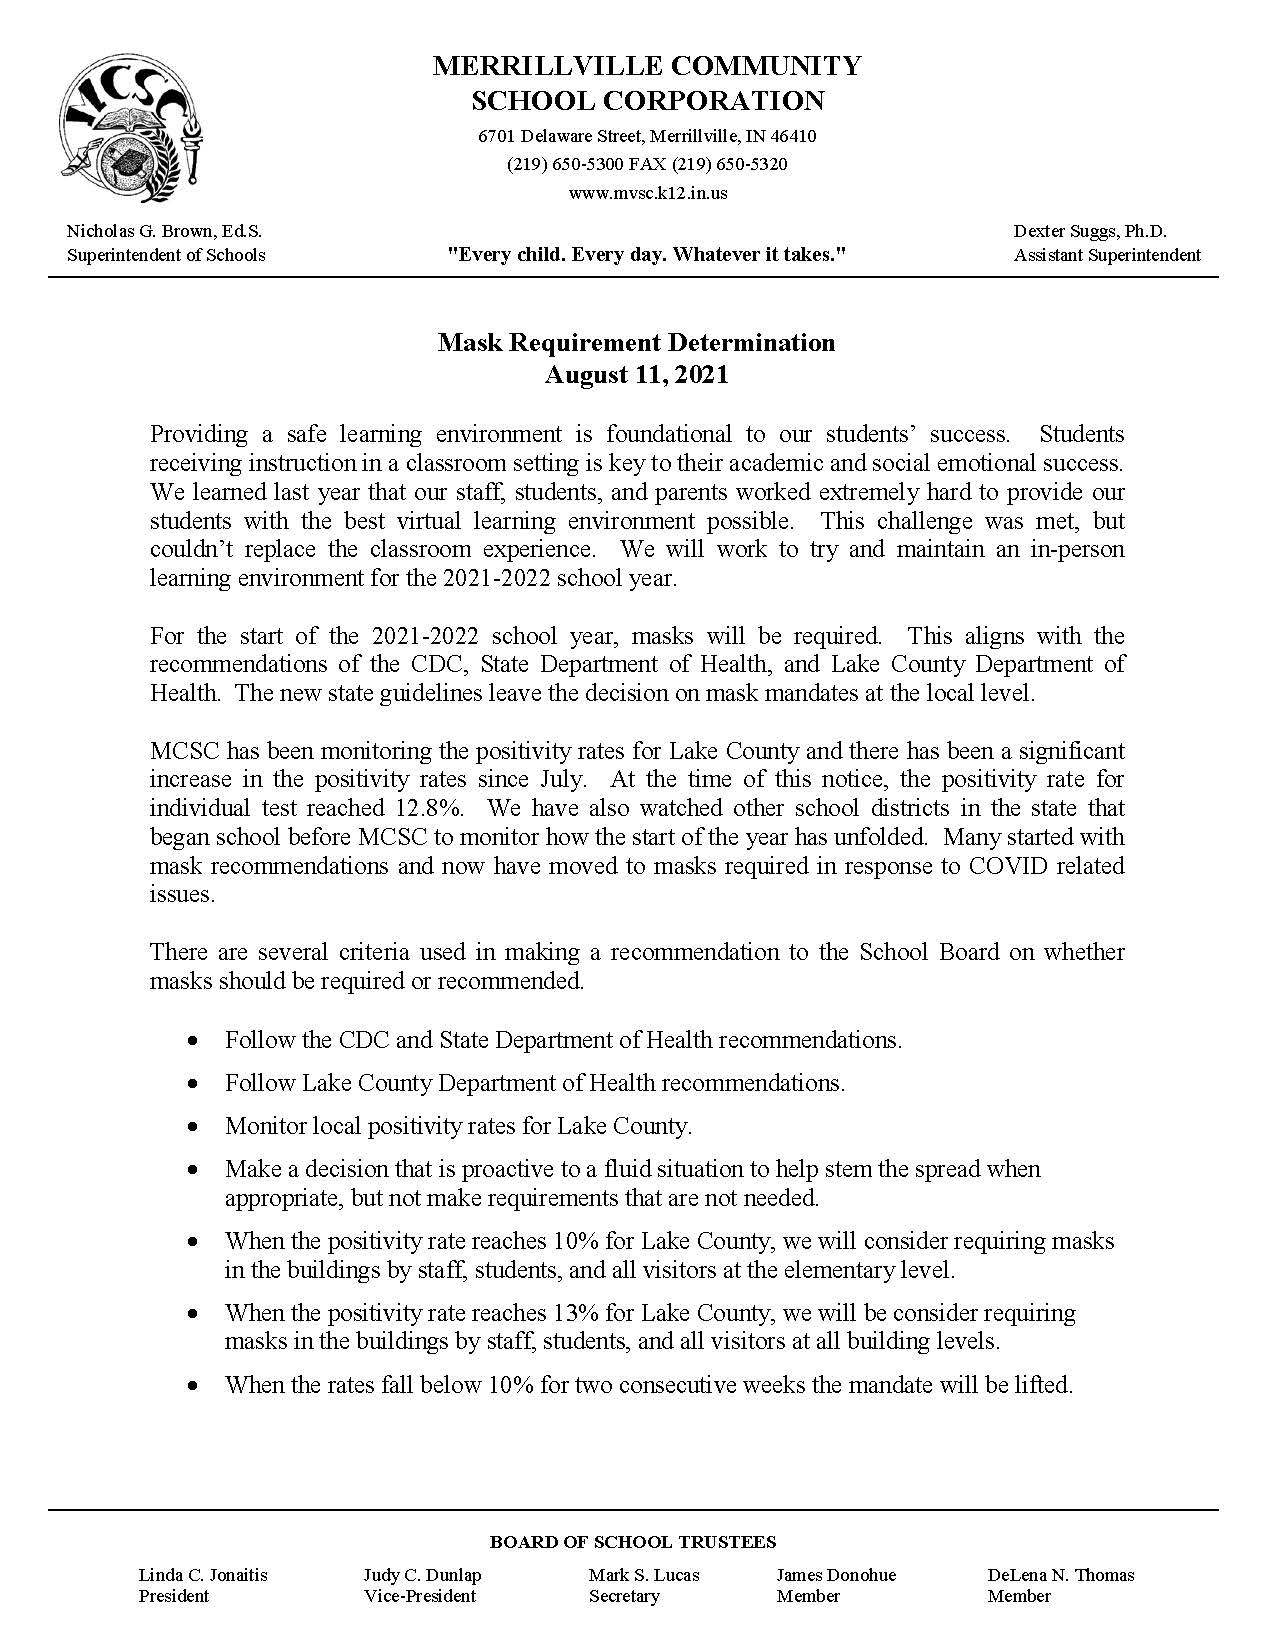 MCSC
MERRILLVILLE COMMUNITY
SCHOOL CORPORATION
6701 Delaware Street, Merrillville, IN 46410
(219) 650-5300 FAX (219) 650-5320
www.mvsc.k12.in.us
Nicholas G. Brown, Ed.S.
Superintendent of Schools
"Every child. Every day. Whatever it takes."
Dexter Suggs, Ph.D.
Assistant Superintendent
Mask Requirement Determination
August 11, 2021
Providing a safe learning environment is foundational to our students’ success. Students
receiving instruction in a classroom setting is key to their academic and social emotional success.
We learned last year that our staff, students, and parents worked extremely hard to provide our
students with the best virtual learning environment possible. This challenge was met, but
couldn’t replace the classroom experience. We will work to try and maintain an in-person
learning environment for the 2021-2022 school year.
For the start of the 2021-2022 school year, masks will be required. This aligns with the
recommendations of the CDC, State Department of Health, and Lake County Department of
Health. The new state guidelines leave the decision on mask mandates at the local level.
MCSC has been monitoring the positivity rates for Lake County and there has been a significant
increase in the positivity rates since July. At the time of this notice, the positivity rate for
individual test reached 12.8%. We have also watched other school districts in the state that
began school before MCSC to monitor how the start of the year has unfolded. Many started with
mask recommendations and now have moved to masks required in response to COVID related
issues.
There are several criteria used in making a recommendation to the School Board on whether
masks should be required or recommended.
• Follow the CDC and State Department of Health recommendations.
• Follow Lake County Department of Health recommendations.
• Monitor local positivity rates for Lake County.
• Make a decision that is proactive to a fluid situation to help stem the spread when
appropriate, but not make requirements that are not needed.
• When the positivity rate reaches 10% for Lake County, we will consider requiring masks
in the buildings by staff, students, and all visitors at the elementary level.
• When the positivity rate reaches 13% for Lake County, we will be consider requiring
masks in the buildings by staff, students, and all visitors at all building levels.
• When the rates fall below 10% for two consecutive weeks the mandate will be lifted.
BOARD OF SCHOOL TRUSTEES
Linda C. Jonaitis
President
Judy C. Dunlap
Vice-President
Mark S. Lucas
Secretary
James Donohue
Member
DeLena N. Thomas
Member